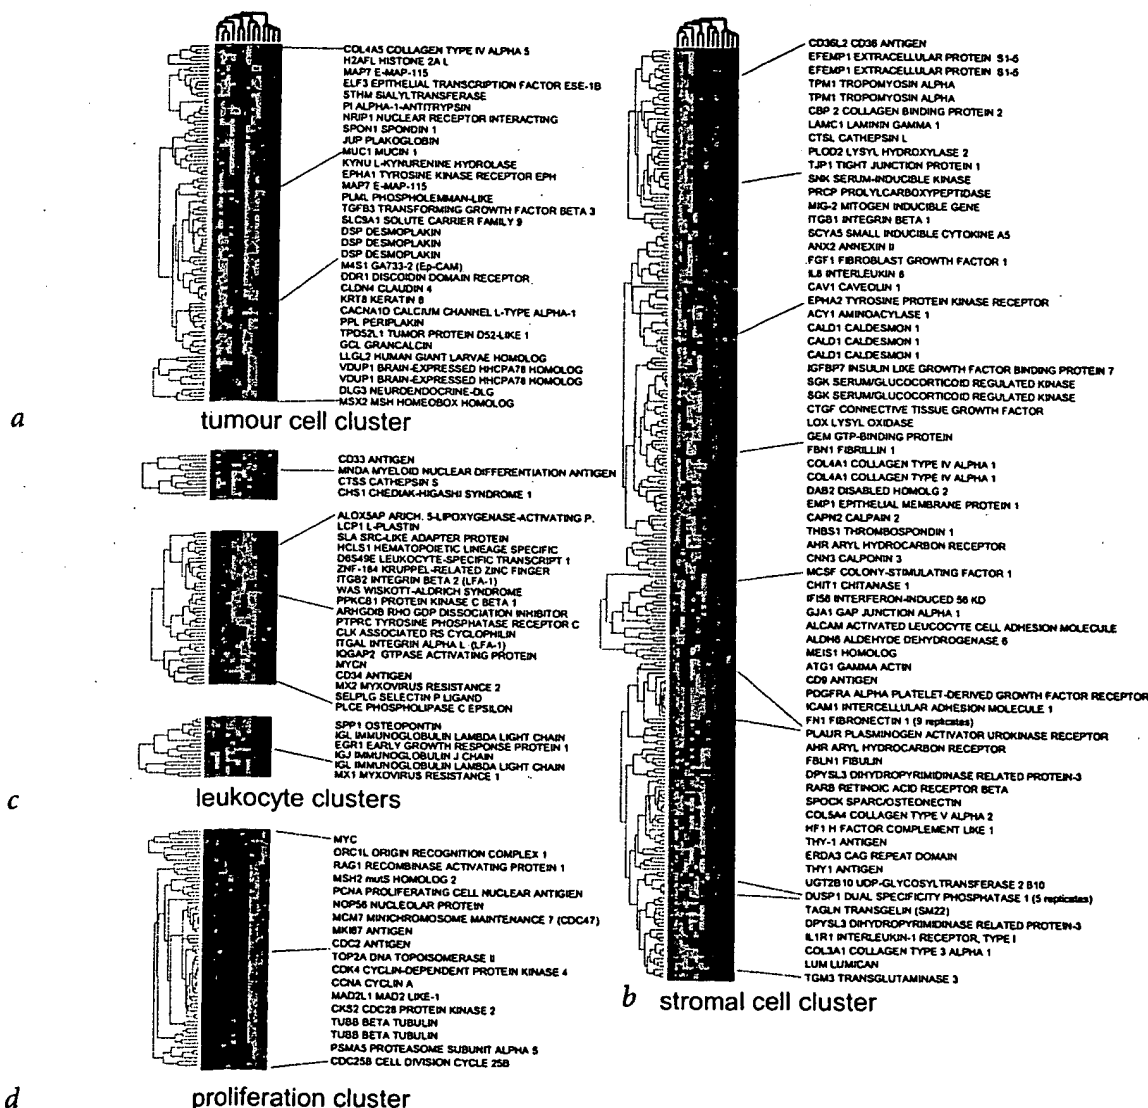 a
COL4A5 COLLAGEN TYPE IV ALPHA 5
H2AFL HISTONE 2A L
MAP7 E-MAP-115
ELF3 EPITHELIAL TRANSCRIPTION FACTOR ESE-1B
STHM SIALYLTRANSFERASE
PI ALPHA-1-ANTITRYPSIN
NRIP1 NUCLEAR RECEPTOR INTERACTING
SPON1 SPONDIN 1
JUP PLAKOGLOBIN
MUC1 MUCIN 1
KYNU L-KYNURENINE HYDROLASE
EPHA1 TYROSINE KINASE RECEPTOR EPH
MAP7 E-MAP-115
PLML PHOSPHOLEMMAN-LIKE
TGFB3 TRANSFORMING GROWTH FACTOR BETA 3
SLC9A1 SOLUTE CARRIER FAMILY 9
DSP DESMOPLAKIN
DSP DESMOPLAKIN
DSP DESMOPLAKIN
M4S1 GA733-2 (Ep-CAM)
DDR1 DISCOIDIN DOMAIN RECEPTOR
CLDN4 CLAUDIN 4
KRT8 KERATIN 8
CACNA1D CALCIUM CHANNEL L-TYPE ALPHA-1
PPL PERIPLAKIN
TPD52L1 TUMOR PROTEIN D52-LIKE 1
GCL GRANCALCIN
LLGL2 HUMAN GIANT LARVAE HOMOLOG
VDUP1 BRAIN-EXPRESSED HHCPA78 HOMOLOG
VDUP1 BRAIN-EXPRESSED HHCPA78 HOMOLOG
DLG3 NEUROENDOCRINE-DLG
MSX2 MSH HOMEOBOX HOMOLOG
tumour cell cluster
CD33 ANTIGEN
MNDA MYELOID NUCLEAR DIFFERENTIATION ANTIGEN
CTSS CATHEPSIN S
CHS1 CHEDIAK-HIGASHI SYNDROME 1
ALOX5AP ARICH. 5-LIPOXYGENASE-ACTIVATING P.
LCP1 L-PLASTIN
SLA SRC-LIKE ADAPTER PROTEIN
HCLS1 HEMATOPOIETIC LINEAGE SPECIFIC
D6S49E LEUKOCYTE-SPECIFIC TRANSCRIPT 1
ZNF-184 KRUPPEL-RELATED ZINC FINGER
ITGB2 INTEGRIN BETA 2 (LFA-1)
WAS WISKOTT-ALDRICH SYNDROME
PPKCB1 PROTEIN KINASE C BETA 1
ARHGDIB RHO GDP DISSOCIATION INHIBITOR
PTPRC TYROSINE PHOSPHATASE RECEPTOR C
CLK ASSOCIATED RS CYCLOPHILIN
ITGAL INTEGRIN ALPHA L (LFA-1)
IQGAP2 GTPASE ACTIVATING PROTEIN
MYCN
CD34 ANTIGEN
MX2 MYXOVIRUS RESISTANCE 2
SELPLG SELECTIN P LIGAND
PLCE PHOSPHOLIPASE C EPSILON
SPP1 OSTEOPONTIN
IGL IMMUNOGLOBULIN LAMBDA LIGHT CHAIN
EGR1 EARLY GROWTH RESPONSE PROTEIN 1
IGJ IMMUNOGLOBULIN J CHAIN
IGL IMMUNOGLOBULIN LAMBDA LIGHT CHAIN
MX1 MYXOVIRUS RESISTANCE 1
c
leukocyte clusters
MYC
ORC1L ORIGIN RECOGNITION COMPLEX 1
RAG1 RECOMBINASE ACTIVATING PROTEIN 1
MSH2 mutS HOMOLOG 2
PCNA PROLIFERATING CELL NUCLEAR ANTIGIEN
NOP56 NUCLEOLAR PROTEIN
MCM7 MINICHROMOSOME MAINTENANCE 7 (CDC47)
MKI67 ANTIGEN
CDC2 ANTIGEN
TOP2A DNA TOPOISOMERASE II
CDK4 CYCLIN-DEPENDENT PROTEIN KINASE 4
CCNA CYCLIN A
MAD2L1 MAD2 LIKE-1
CKS2 CDC28 PROTEIN KINASE 2
TUBB BETA TUBULIN
TUBB BETA TUBULIN
PSMA5 PROTEASOME SUBUNIT ALPHA 5
CDC25B CELL DIVISION CYCLE 25B
d
proliferation cluster
CD36L2 CD36 ANTIGEN
EFEMP1 EXTRACELLULAR PROTEIN S1-5
EFEMP1 EXTRACELLULAR PROTEIN S1-5
TPM1 TROPOMYOSIN ALPHA
TPM1 TROPOMYOSIN ALPHA
CBP 2 COLLAGEN BINDING PROTEIN 2
LAMC1 LAMININ GAMMA 1
CTSL CATHEPSIN L
PLOD2 LYSYL HYDROXYLASE 2
TJP1 TIGHT JUNCTION PROTEIN 1
SNK SERUM-INDUCIBLE KINASE
PRCP PROLYLCARBOXYPEPTIDASE
MIG-2 MITOGEN INDUCIBLE GENE
ITGB1 INTEGRIN BETA 1
SCYA5 SMALL INDUCIBLE CYTOKINE A5
ANX2 ANNEXIN II
FGF1 FIBROBLAST GROWTH FACTOR 1
IL6 INTERLEUKIN 6
CAV1 CAVEOLIN 1
EPHA2 TYROSINE PROTEIN KINASE RECEPTOR
ACY1 AMINOACYLASE 1
CALD1 CALDESMON 1
CALD1 CALDESMON 1
CALD1 CALDESMON 1
IGFBP7 INSULIN LIKE GROWTH FACTOR BINDING PROTEIN 7
SGK SERUM/GLUCOCORTICOID REGULATED KINASE
SGK SERUM/GLUCOCORTICOID REGULATED KINASE
CTGF CONNECTIVE TISSUE GROWTH FACTOR
LOX LYSYL OXIDASE
GEM GTP-BINDING PROTEIN
FBN1 FIBRILLIN 1
COL4A1 COLLAGEN TYPE IV ALPHA 1
COL4A1 COLLAGEN TYPE IV ALPHA 1
DAB2 DISABLED HOMOLG 2
EMP1 EPITHELIAL MEMBRANE PROTEIN 1
CAPN2 CALPAIN 2
THBS1 THROMBOSPONDIN 1
AHR ARYL HYDROCARBON RECEPTOR
CNN3 CALPONIN 3
MCSF COLONY-STIMULATING FACTOR 1
CHIT1 CHITANASE 1
IFI56 INTERFERON-INDUCED 56 KD
GJA1 GAP JUNCTION ALPHA 1
ALCAM ACTIVATED LEUCOCYTE CELL ADHESION MOLECULE
ALDH6 ALDEHYDE DEHYDROGENASE 6
MEIS1 HOMOLOG
ATG1 GAMMA ACTIN
CD9 ANTIGEN
PDGFRA ALPHA PLATELET-DERIVED GROWTH FACTOR RECEPTOR
ICAM1 INTERCELLULAR ADHESION MOLECULE 1
FN1 FIBRONECTIN 1 (9 replicates)
PLAUR PLASMINOGEN ACTIVATOR UROKINASE RECEPTOR
AHR ARYL HYDROCARBON RECEPTOR
FBLN1 FIBULIN
DPYSL3 DIHYDROPYRIMIDINASE RELATED PROTEIN-3
RARB RETINOIC ACID RECEPTOR BETA
SPOCK SPARC/OSTEONECTIN
COL5A4 COLLAGEN TYPE V ALPHA 2
HF1 H FACTOR COMPLEMENT LIKE 1
THY-1 ANTIGEN
ERDA3 CAG REPEAT DOMAIN
THY1 ANTIGEN
UGT2B10 UDP-GLYCOSYLTRANSFERASE 2 B10
DUSP1 DUAL SPECIFICITY PHOSPHATASE 1 (5 replicates)
TAGLN TRANSGELIN (SM22)
DPYSL3 DIHYDROPYRIMIDINASE RELATED PROTEIN-3
IL1R1 INTERLEUKIN-1 RECEPTOR, TYPE I
COL3A1 COLLAGEN TYPE 3 ALPHA 1
LUM LUMICAN
TGM3 TRANSGLUTAMINASE 3
b
stromal cell cluster